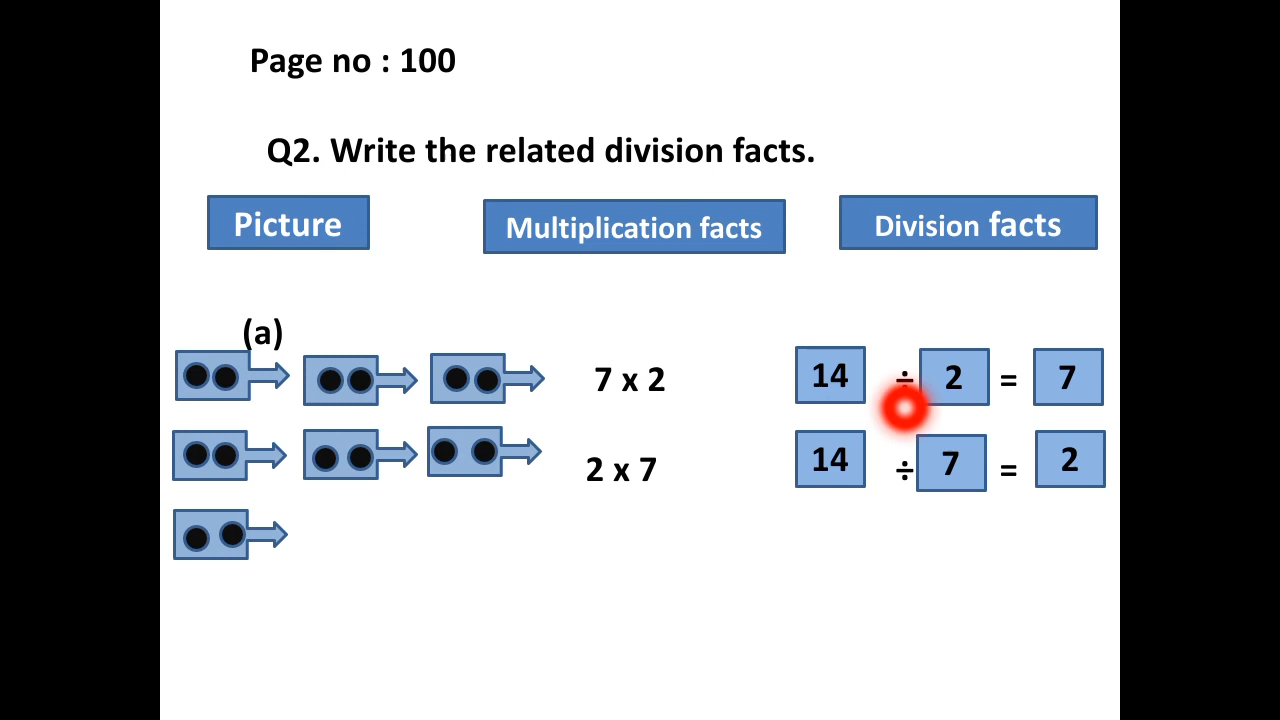 Page no : 100
Q2. Write the related division facts.
Picture Multiplication facts Division facts
(a)
7 x 2 14 ÷ 2 = 7
2 x 7 14 ÷ 7 = 2